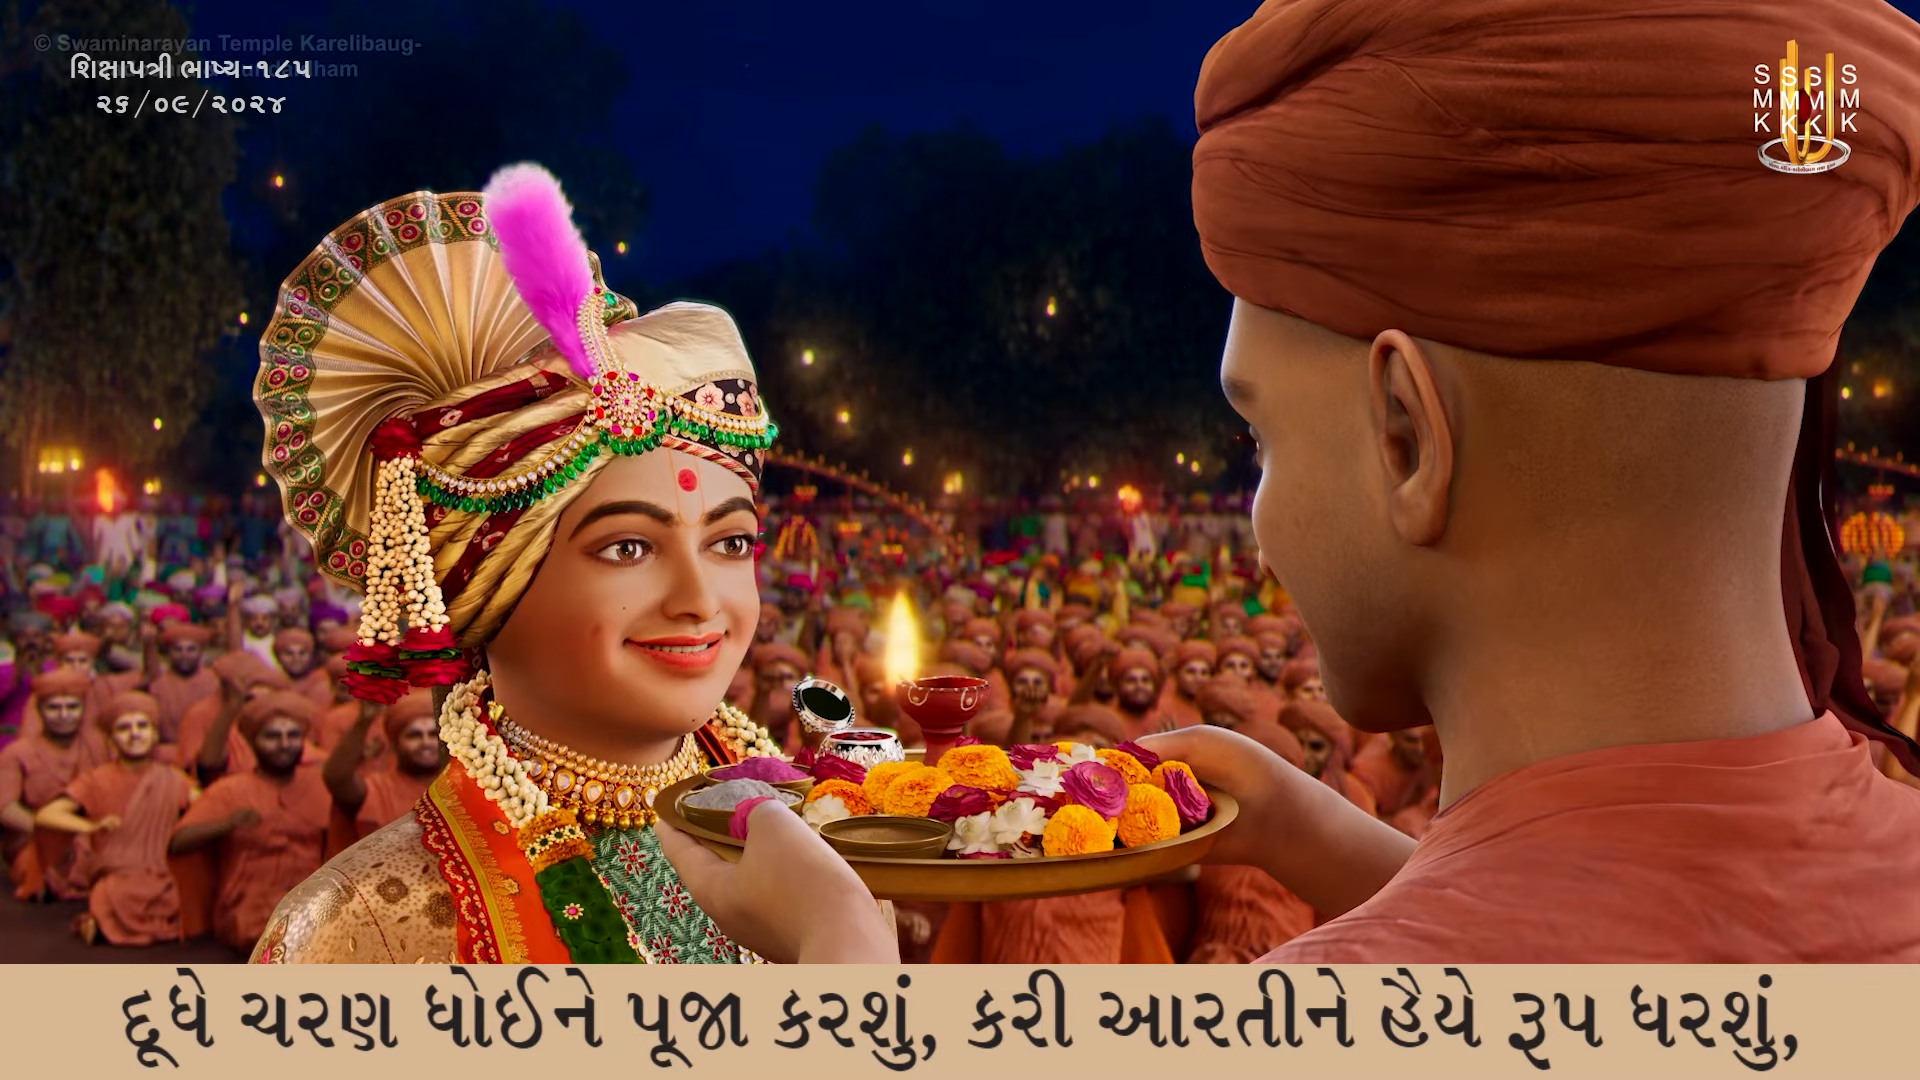 © Swaminarayan Temple Karelibaug-
શિક્ષાપત્રી ભાષ્ય-૧૮૫
૨૬/૦૯/૨૦૨૪
S S S S
M M M M
K K K K
દૂધે ચરણ ધોઈને પૂજા કરશું, કરી આરતીને હૈયે રૂપ ધરશું,